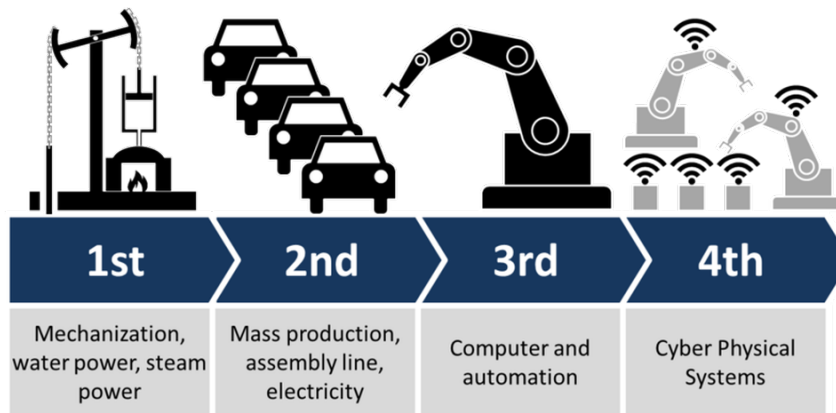 1st
2nd
3rd
4th
Mechanization,
water power, steam
power
Mass production,
assembly line,
electricity
Computer and
automation
Cyber Physical
Systems